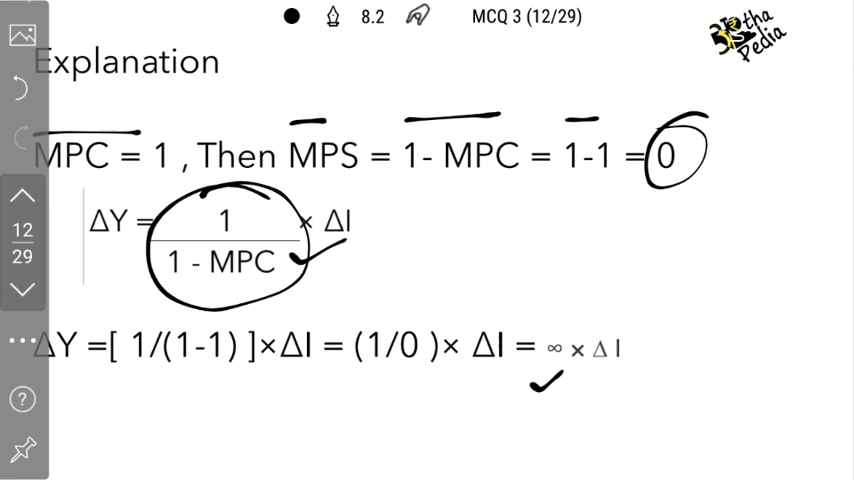 8.2 MCQ 3 (12/29)
Artha
Pedia
Explanation
MPC = 1 , Then MPS = 1- MPC = 1-1 = 0
ΔY = 1 × ΔI
1 - MPC
12
29
ΔY =[ 1/(1-1) ]×ΔI = (1/0 )× ΔI = ∞ × Δ I